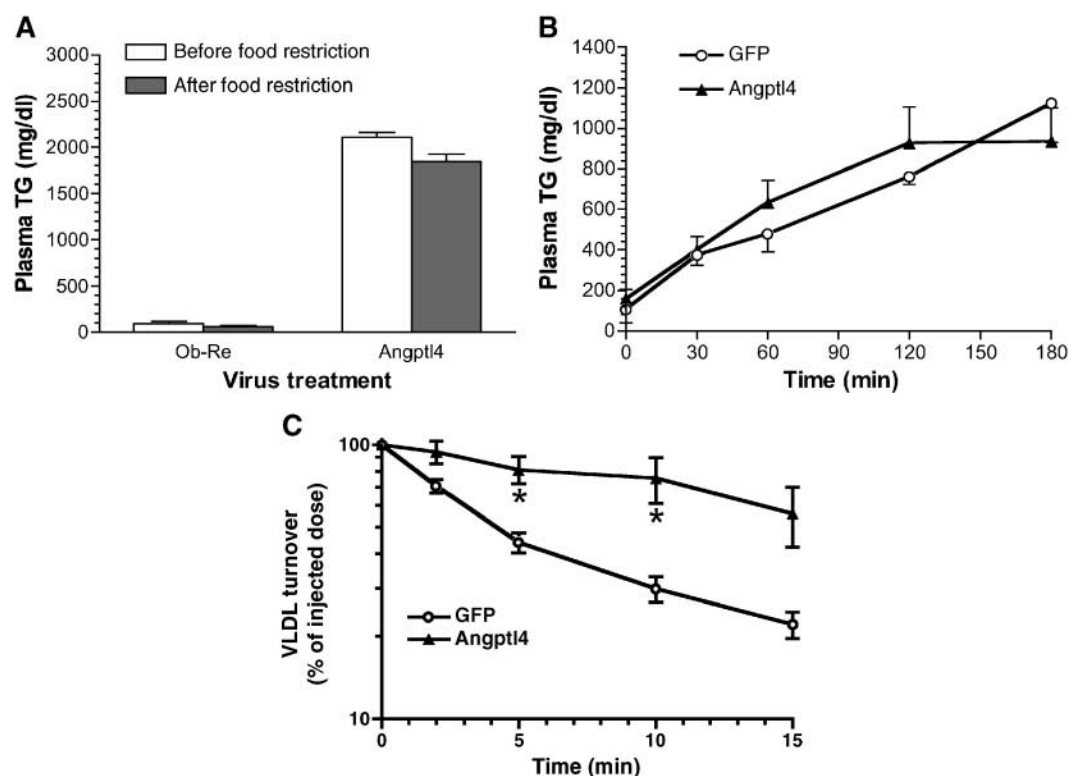 A
Before food restriction
After food restriction
Plasma TG (mg/dl)
3000
2500
2000
1500
1000
500
0
Ob-Re Angptl4
Virus treatment
B
GFP
Angptl4
Plasma TG (mg/dl)
1400
1200
1000
800
600
400
200
0
0 30 60 90 120 150 180
Time (min)
C
VLDL turnover
(% of injected dose)
100
10
* *
GFP
Angptl4
0 5 10 15
Time (min)